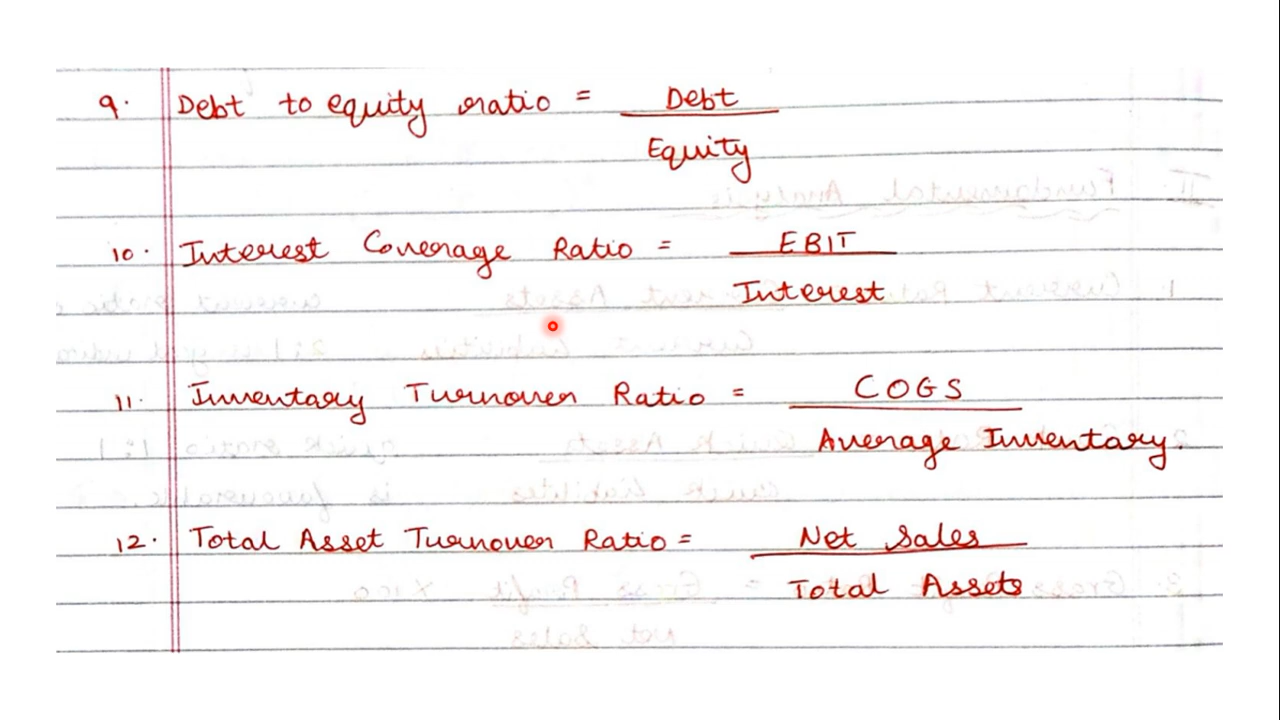 9. Debt to equity ratio = Debt
Equity
10. Interest Coverage Ratio = EBIT
Interest
11. Inventory Turnover Ratio = COGS
Average Inventory.
12. Total Asset Turnover Ratio = Net Sales
Total Assets